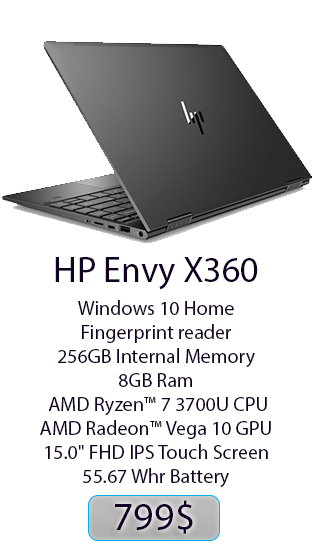 hp
HP Envy X360
Windows 10 Home
Fingerprint reader
256GB Internal Memory
8GB Ram
AMD Ryzen™ 7 3700U CPU
AMD Radeon™ Vega 10 GPU
15.0" FHD IPS Touch Screen
55.67 Whr Battery
799$